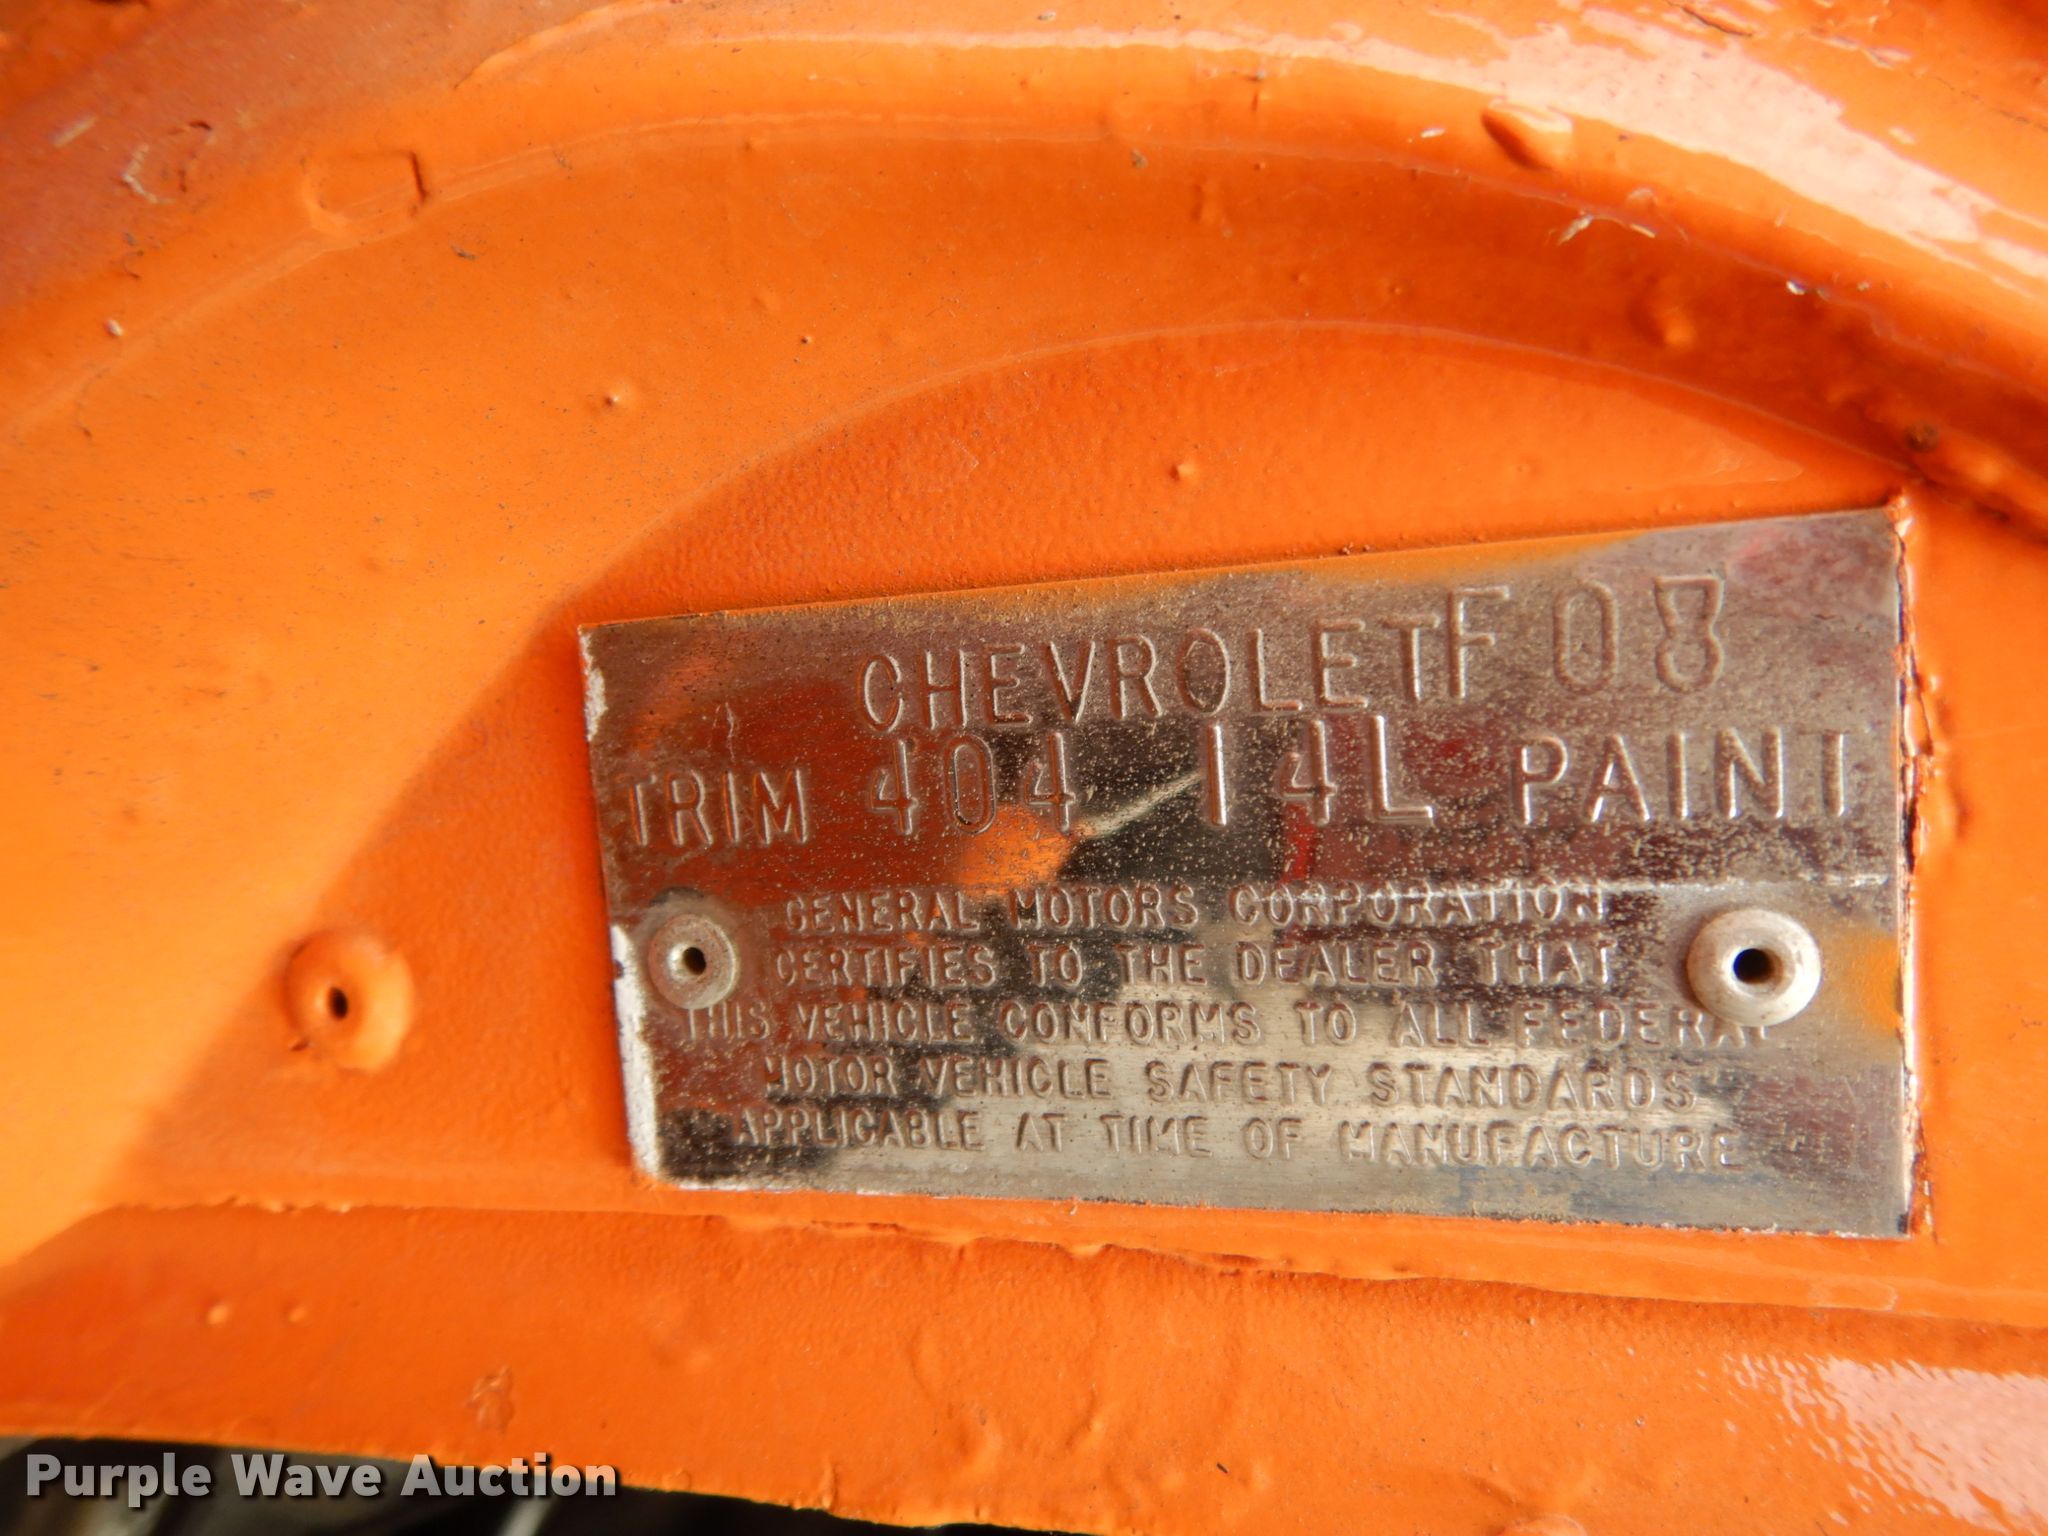 CHEVROLET F08
TRIM 404 14L PAINT
GENERAL MOTORS CORPORATION
CERTIFIES TO THE DEALER THAT
THIS VEHICLE CONFORMS TO ALL FEDERAL
MOTOR VEHICLE SAFETY STANDARDS
APPLICABLE AT TIME OF MANUFACTURE
Purple Wave Auction